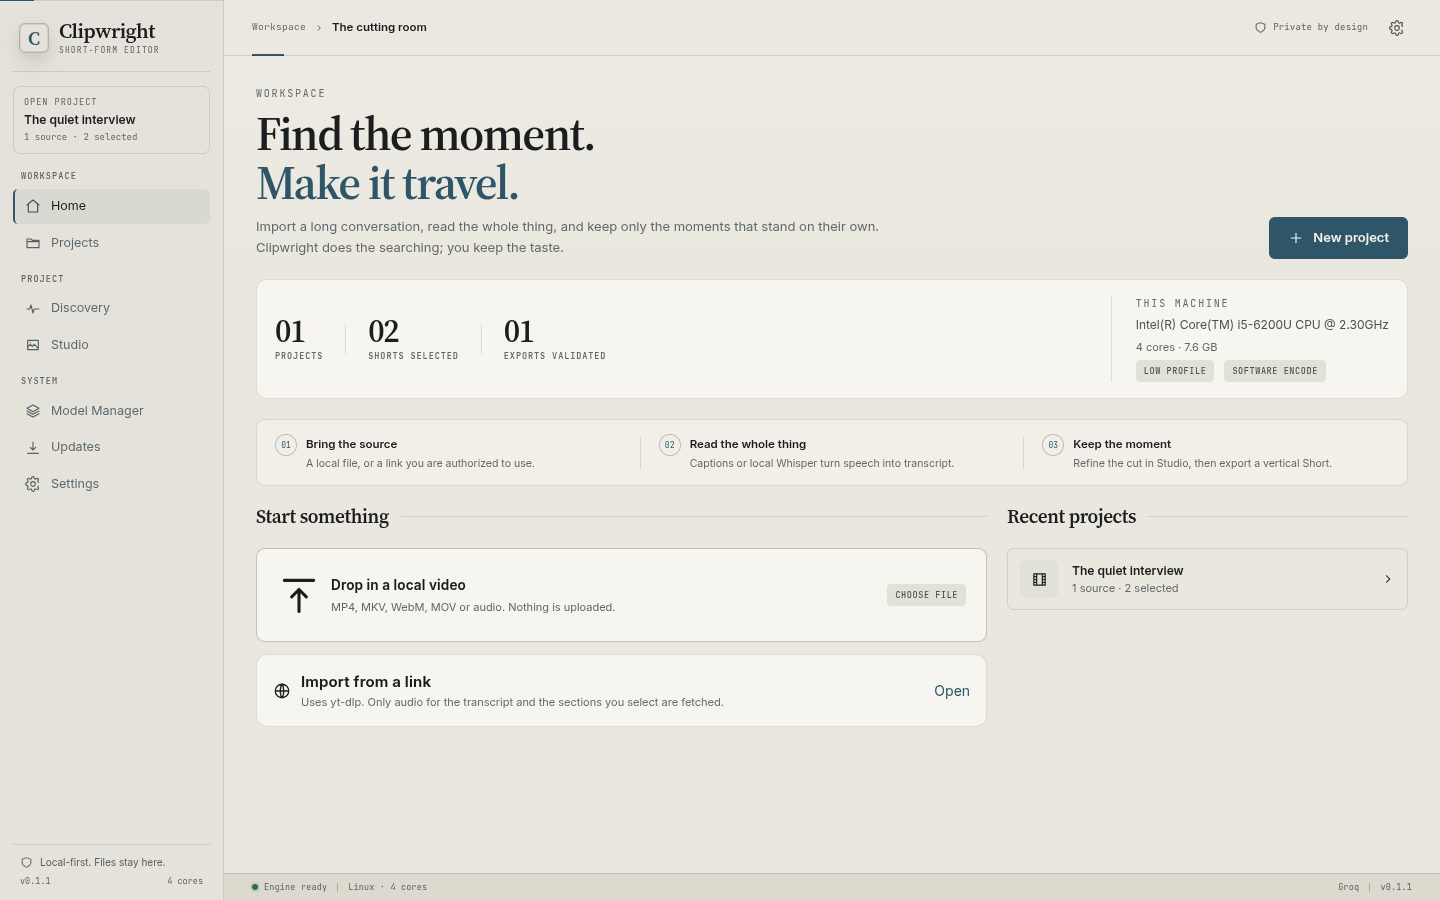 C
Clipwright
SHORT-FORM EDITOR
OPEN PROJECT
The quiet interview
1 source · 2 selected
WORKSPACE
Home
Projects
PROJECT
Discovery
Studio
SYSTEM
Model Manager
Updates
Settings
Local-first. Files stay here.
v0.1.1
4 cores
Workspace
The cutting room
Private by design
WORKSPACE
Find the moment.
Make it travel.
Import a long conversation, read the whole thing, and keep only the moments that stand on their own.
Clipwright does the searching; you keep the taste.
New project
01
PROJECTS
02
SHORTS SELECTED
01
EXPORTS VALIDATED
THIS MACHINE
Intel(R) Core(TM) i5-6200U CPU @ 2.30GHz
4 cores · 7.6 GB
LOW PROFILE
SOFTWARE ENCODE
01
Bring the source
A local file, or a link you are authorized to use.
02
Read the whole thing
Captions or local Whisper turn speech into transcript.
03
Keep the moment
Refine the cut in Studio, then export a vertical Short.
Start something
Drop in a local video
MP4, MKV, WebM, MOV or audio. Nothing is uploaded.
CHOOSE FILE
Import from a link
Uses yt-dlp. Only audio for the transcript and the sections you select are fetched.
Open
Recent projects
The quiet interview
1 source · 2 selected
Engine ready | Linux · 4 cores
Groq | v0.1.1